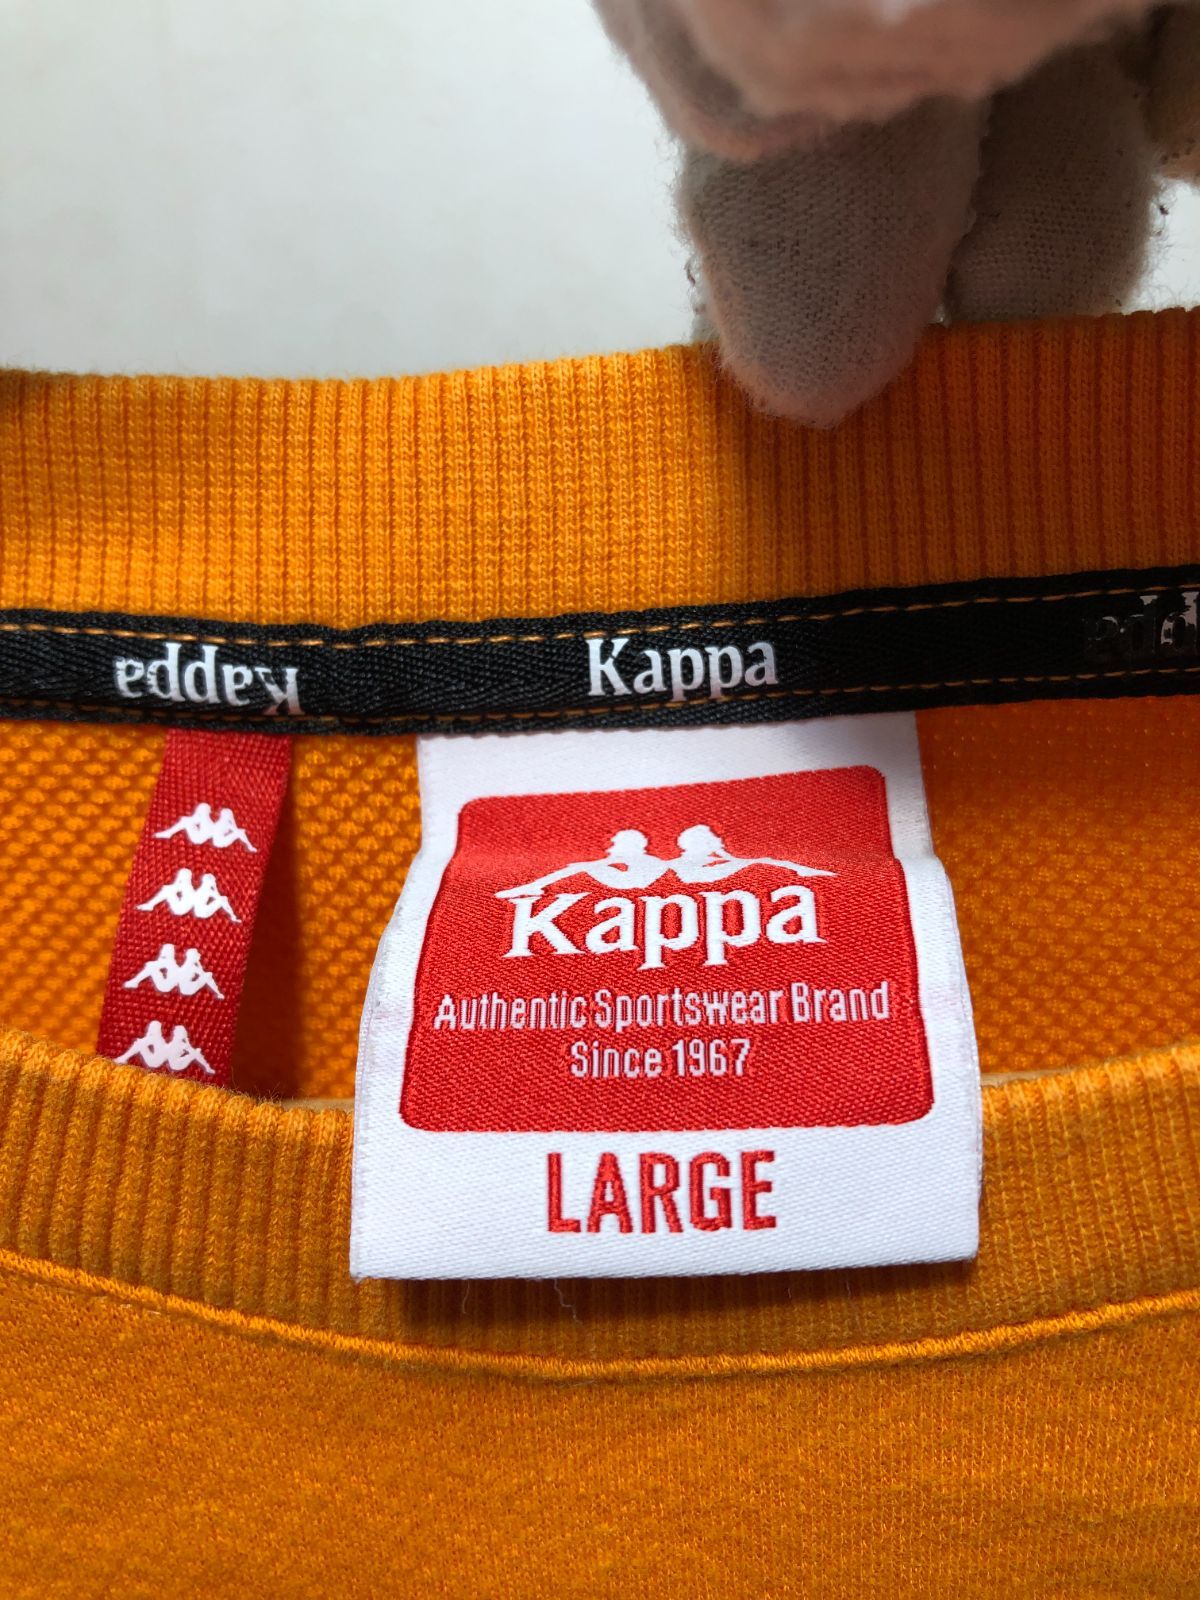 Kappa Kappa
Kappa
Authentic Sportswear Brand
Since 1967
LARGE